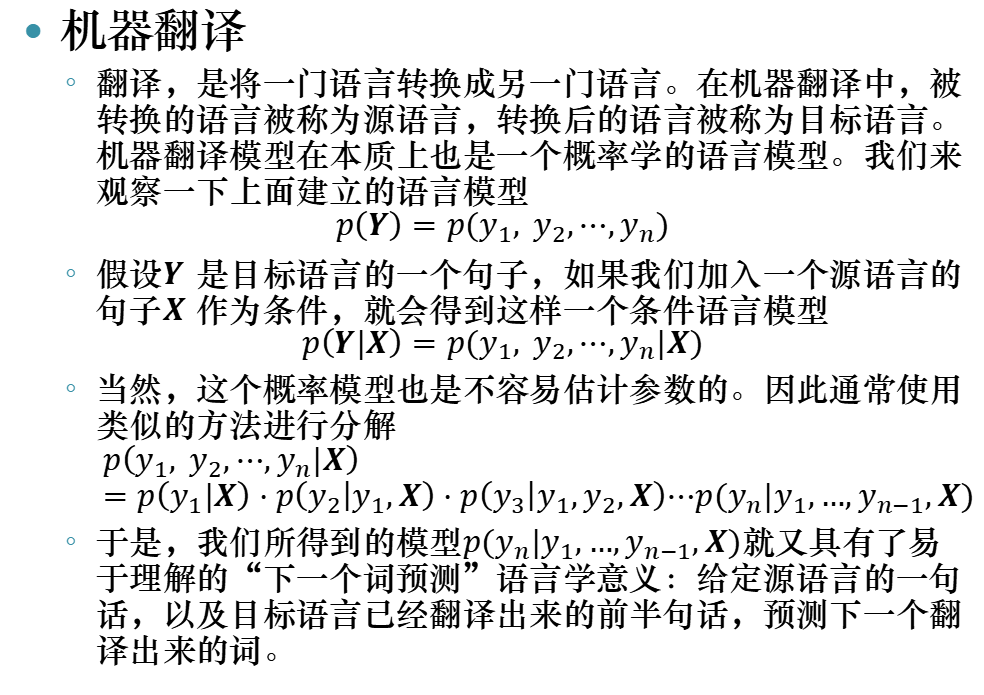 • 机器翻译
◦ 翻译，是将一门语言转换成另一门语言。在机器翻译中，被
转换的语言被称为源语言，转换后的语言被称为目标语言。
机器翻译模型在本质上也是一个概率学的语言模型。我们来
观察一下上面建立的语言模型
p(Y) = p(y₁, y₂,⋯,yₙ)
◦ 假设Y 是目标语言的一个句子，如果我们加入一个源语言的
句子X 作为条件，就会得到这样一个条件语言模型
p(Y|X) = p(y₁, y₂,⋯,yₙ|X)
◦ 当然，这个概率模型也是不容易估计参数的。因此通常使用
类似的方法进行分解
p(y₁, y₂,⋯,yₙ|X)
= p(y₁|X) · p(y₂|y₁,X) · p(y₃|y₁,y₂,X)⋯p(yₙ|y₁,…,yₙ₋₁,X)
◦ 于是，我们所得到的模型p(yₙ|y₁,…,yₙ₋₁,X)就又具有了易
于理解的“下一个词预测”语言学意义：给定源语言的一句
话，以及目标语言已经翻译出来的前半句话，预测下一个翻
译出来的词。